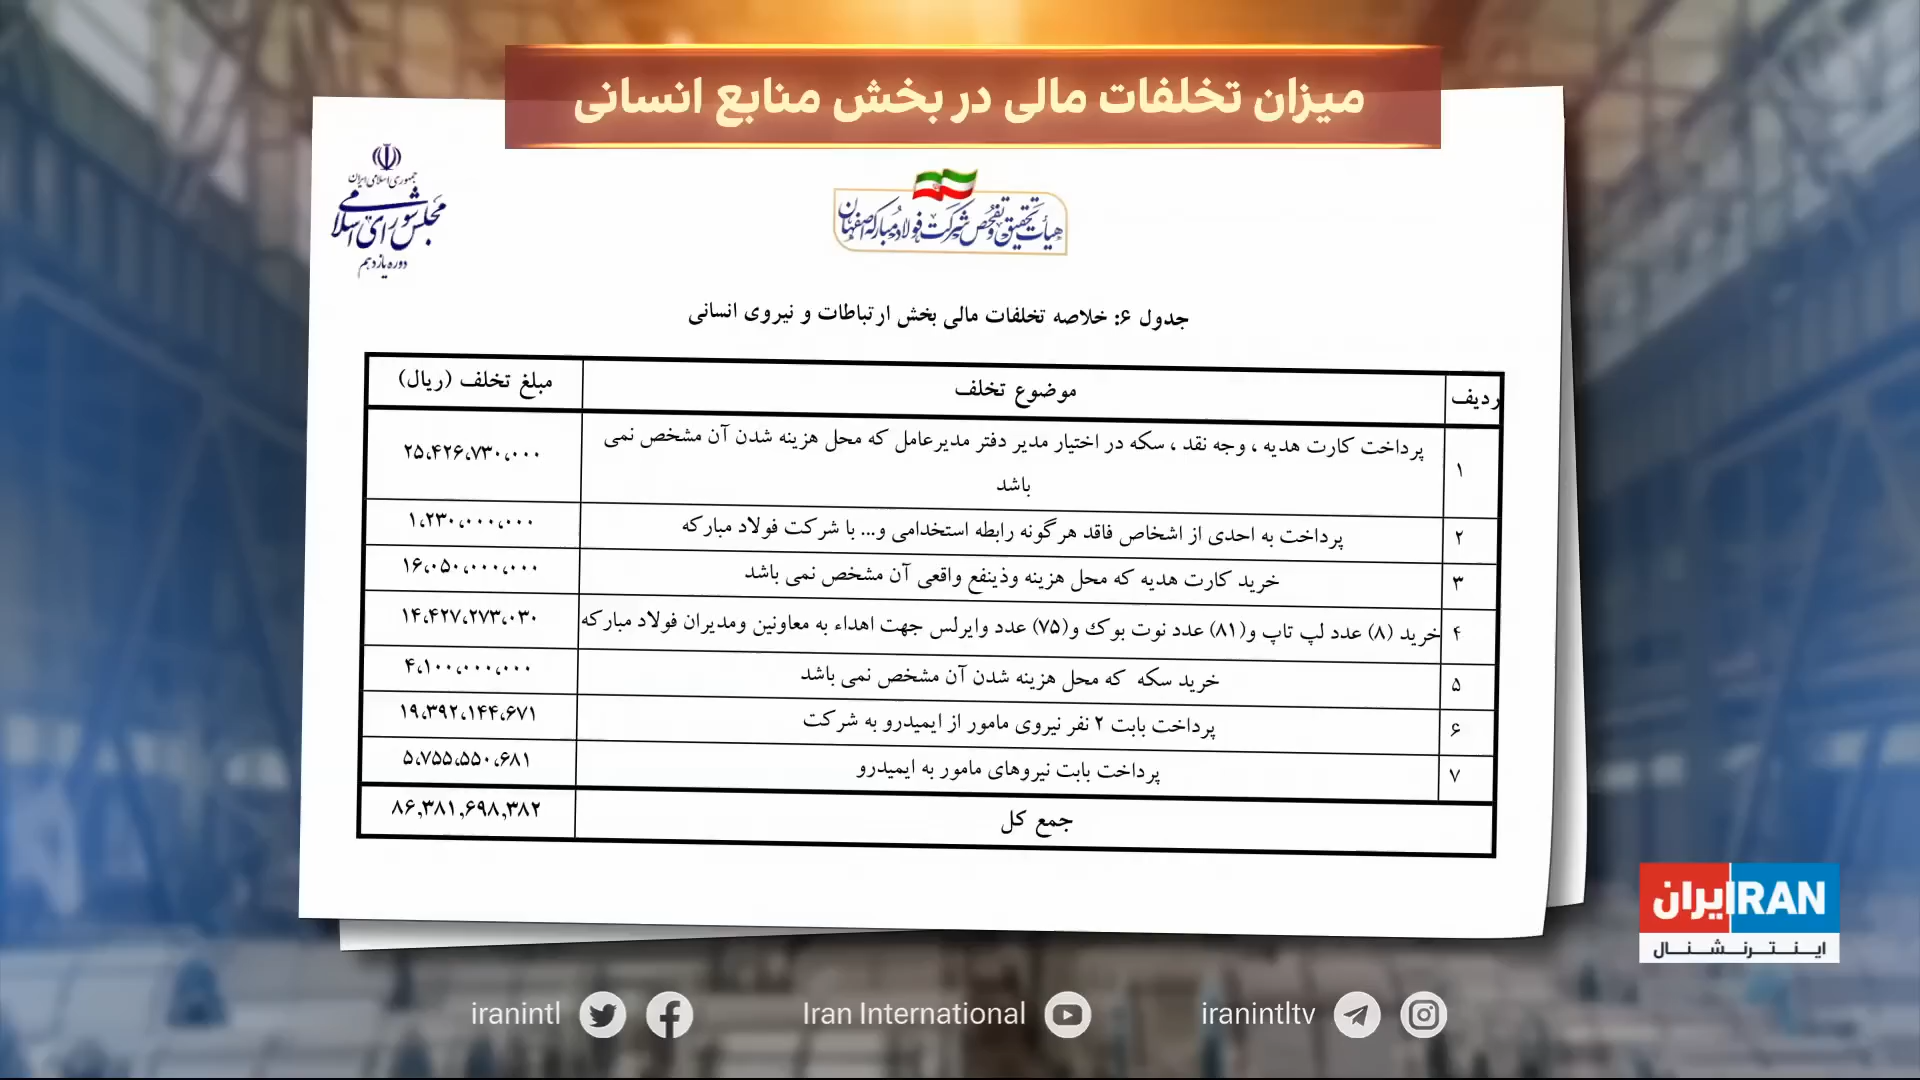 میزان تخلفات مالی در بخش منابع انسانی
جمهوری اسلامی ایران
مجلس شورای اسلامی
دوره یازدهم
هیأت تحقیق و تفحص شرکت فولاد مبارکه اصفهان
جدول ۶: خلاصه تخلفات مالی بخش ارتباطات و نیروی انسانی
ردیف موضوع تخلف مبلغ تخلف (ریال)
۱ پرداخت کارت هدیه ، وجه نقد ، سکه در اختیار مدیر دفتر مدیرعامل که محل هزینه شدن آن مشخص نمی ۲۵،۴۲۶،۷۳۰،۰۰۰
باشد
۲ پرداخت به احدی از اشخاص فاقد هرگونه رابطه استخدامی و... با شرکت فولاد مبارکه ۱،۲۳۰،۰۰۰،۰۰۰
۳ خرید کارت هدیه که محل هزینه وذینفع واقعی آن مشخص نمی باشد ۱۶،۰۵۰،۰۰۰،۰۰۰
۴ خرید (۸) عدد لپ تاپ و(۸۱) عدد نوت بوک و(۷۵) عدد وایرلس جهت اهداء به معاونین ومدیران فولاد مبارکه ۱۴،۴۲۷،۲۷۳،۰۳۰
۵ خرید سکه که محل هزینه شدن آن مشخص نمی باشد ۴،۱۰۰،۰۰۰،۰۰۰
۶ پرداخت بابت ۲ نفر نیروی مامور از ایمیدرو به شرکت ۱۹،۳۹۲،۱۴۴،۶۷۱
۷ پرداخت بابت نیروهای مامور به ایمیدرو ۵،۷۵۵،۵۵۰،۶۸۱
جمع کل ۸۶,۳۸۱,۶۹۸,۳۸۲
ایران IRAN
اینترنشنال
iranintl Iran International iranintltv